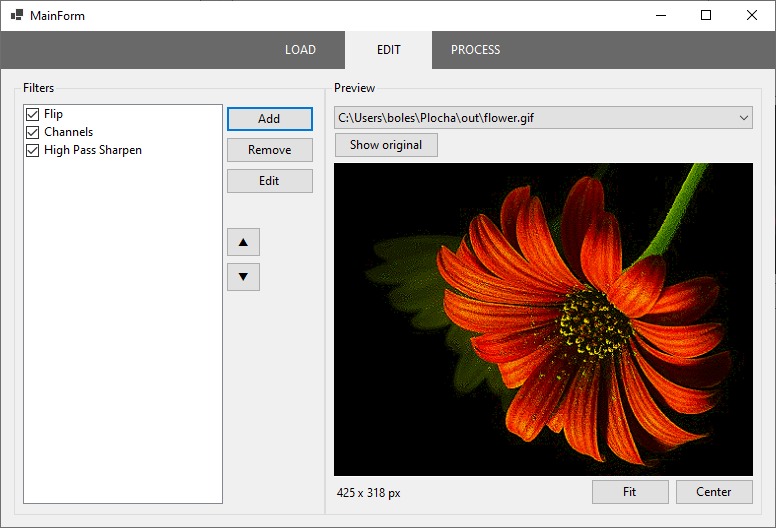 MainForm
LOAD EDIT PROCESS
Filters
Flip
Channels
High Pass Sharpen
Add
Remove
Edit
Preview
C:\Users\boles\Plocha\out\flower.gif
Show original
425 x 318 px
Fit
Center